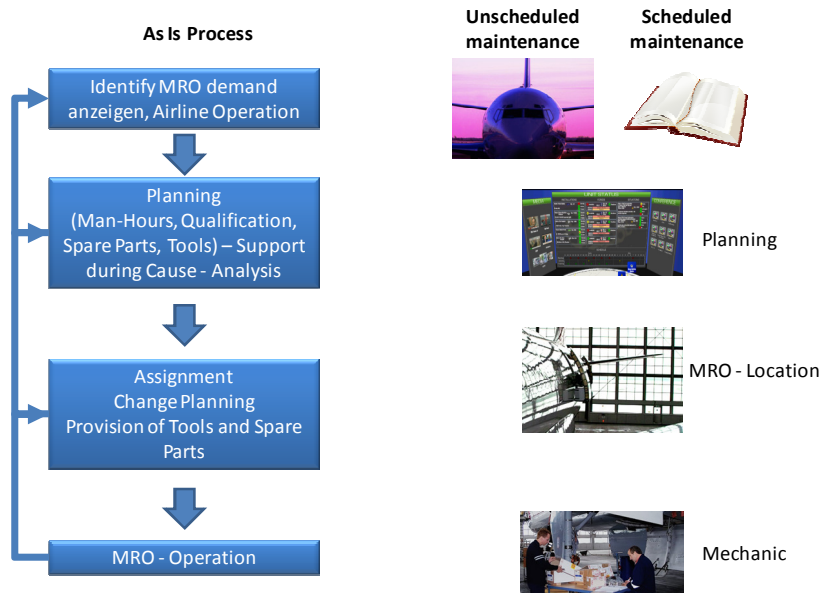 As Is Process
Unscheduled
maintenance
Scheduled
maintenance
Identify MRO demand
anzeigen, Airline Operation
Planning
(Man-Hours, Qualification,
Spare Parts, Tools) – Support
during Cause - Analysis
Planning
Assignment
Change Planning
Provision of Tools and Spare
Parts
MRO - Location
MRO - Operation
Mechanic
UNIT STATUS